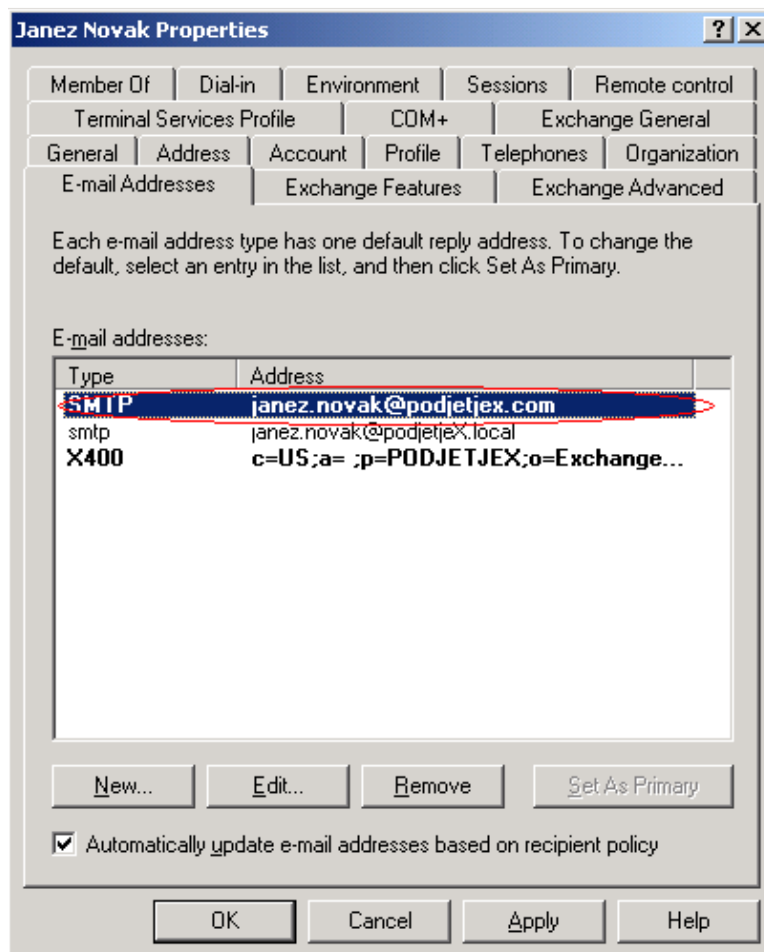 Janez Novak Properties
Member Of Dial-in Environment Sessions Remote control
Terminal Services Profile COM+ Exchange General
General Address Account Profile Telephones Organization
E-mail Addresses Exchange Features Exchange Advanced
Each e-mail address type has one default reply address. To change the
default, select an entry in the list, and then click Set As Primary.
E-mail addresses:
Type Address
SMTP janez.novak@podjetjex.com
smtp janez.novak@podjetjeX.local
X400 c=US;a= ;p=PODJETJEX;o=Exchange...
New... Edit... Remove Set As Primary
Automatically update e-mail addresses based on recipient policy
OK Cancel Apply Help